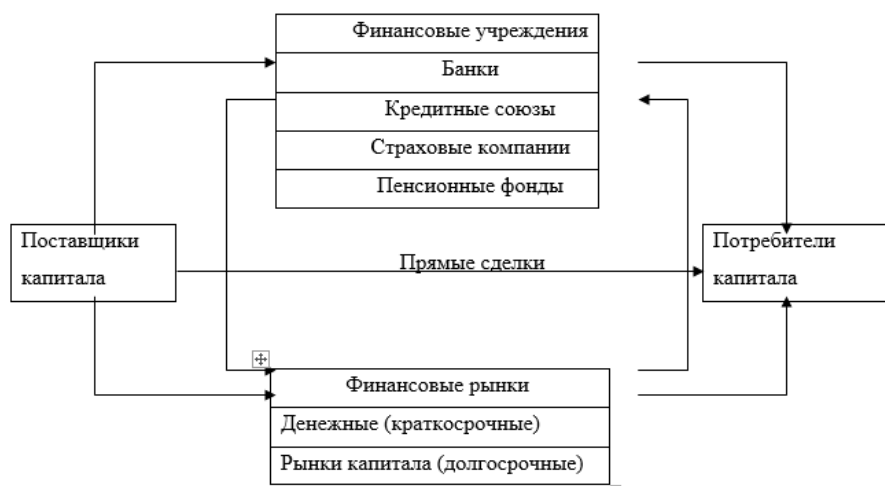 Финансовые учреждения
Банки
Кредитные союзы
Страховые компании
Пенсионные фонды
Поставщики
капитала
Прямые сделки
Потребители
капитала
Финансовые рынки
Денежные (краткосрочные)
Рынки капитала (долгосрочные)